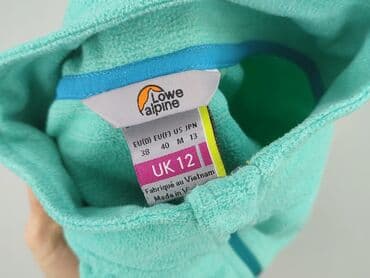 Lowe
alpine
EU(D) EU(F) US JPN
38 40 M 13
UK 12
Fabriqué au Vietnam
Made in